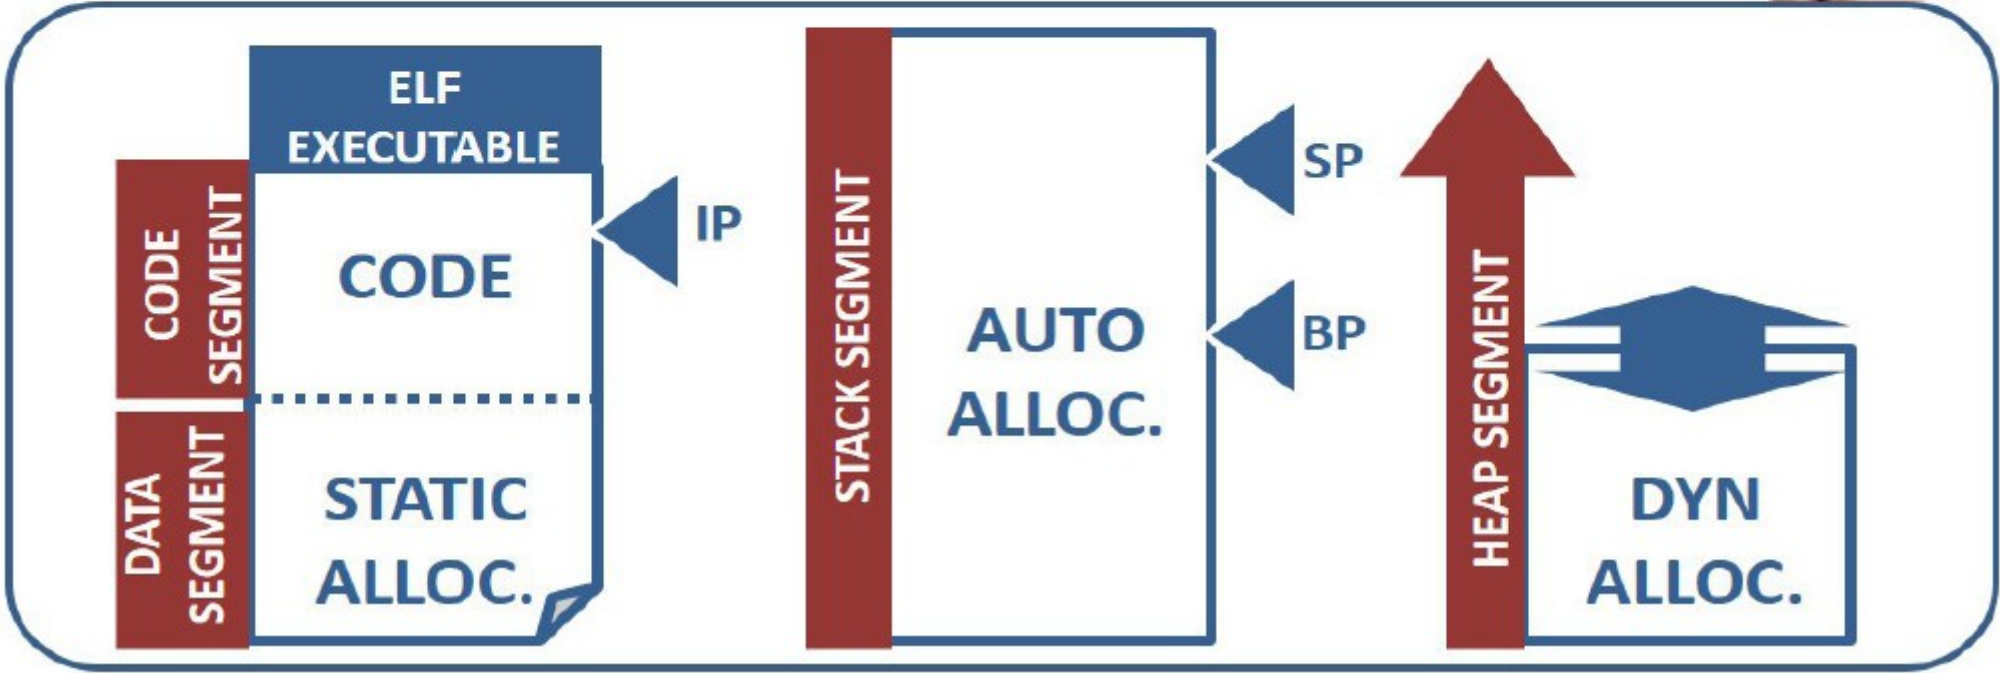 ELF
EXECUTABLE
CODE
SEGMENT
CODE
IP
DATA
SEGMENT
STATIC
ALLOC.
STACK SEGMENT
AUTO
ALLOC.
SP
BP
HEAP SEGMENT
DYN
ALLOC.